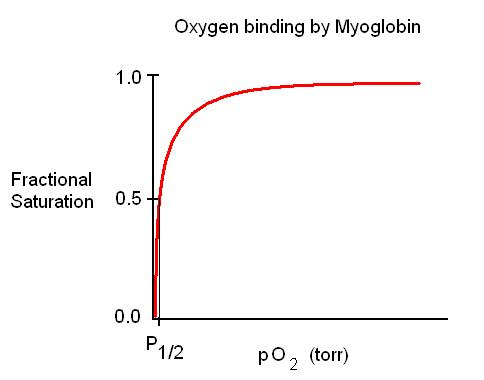 Oxygen binding by Myoglobin
1.0
Fractional
Saturation
0.5
0.0
P1/2
pO2 (torr)